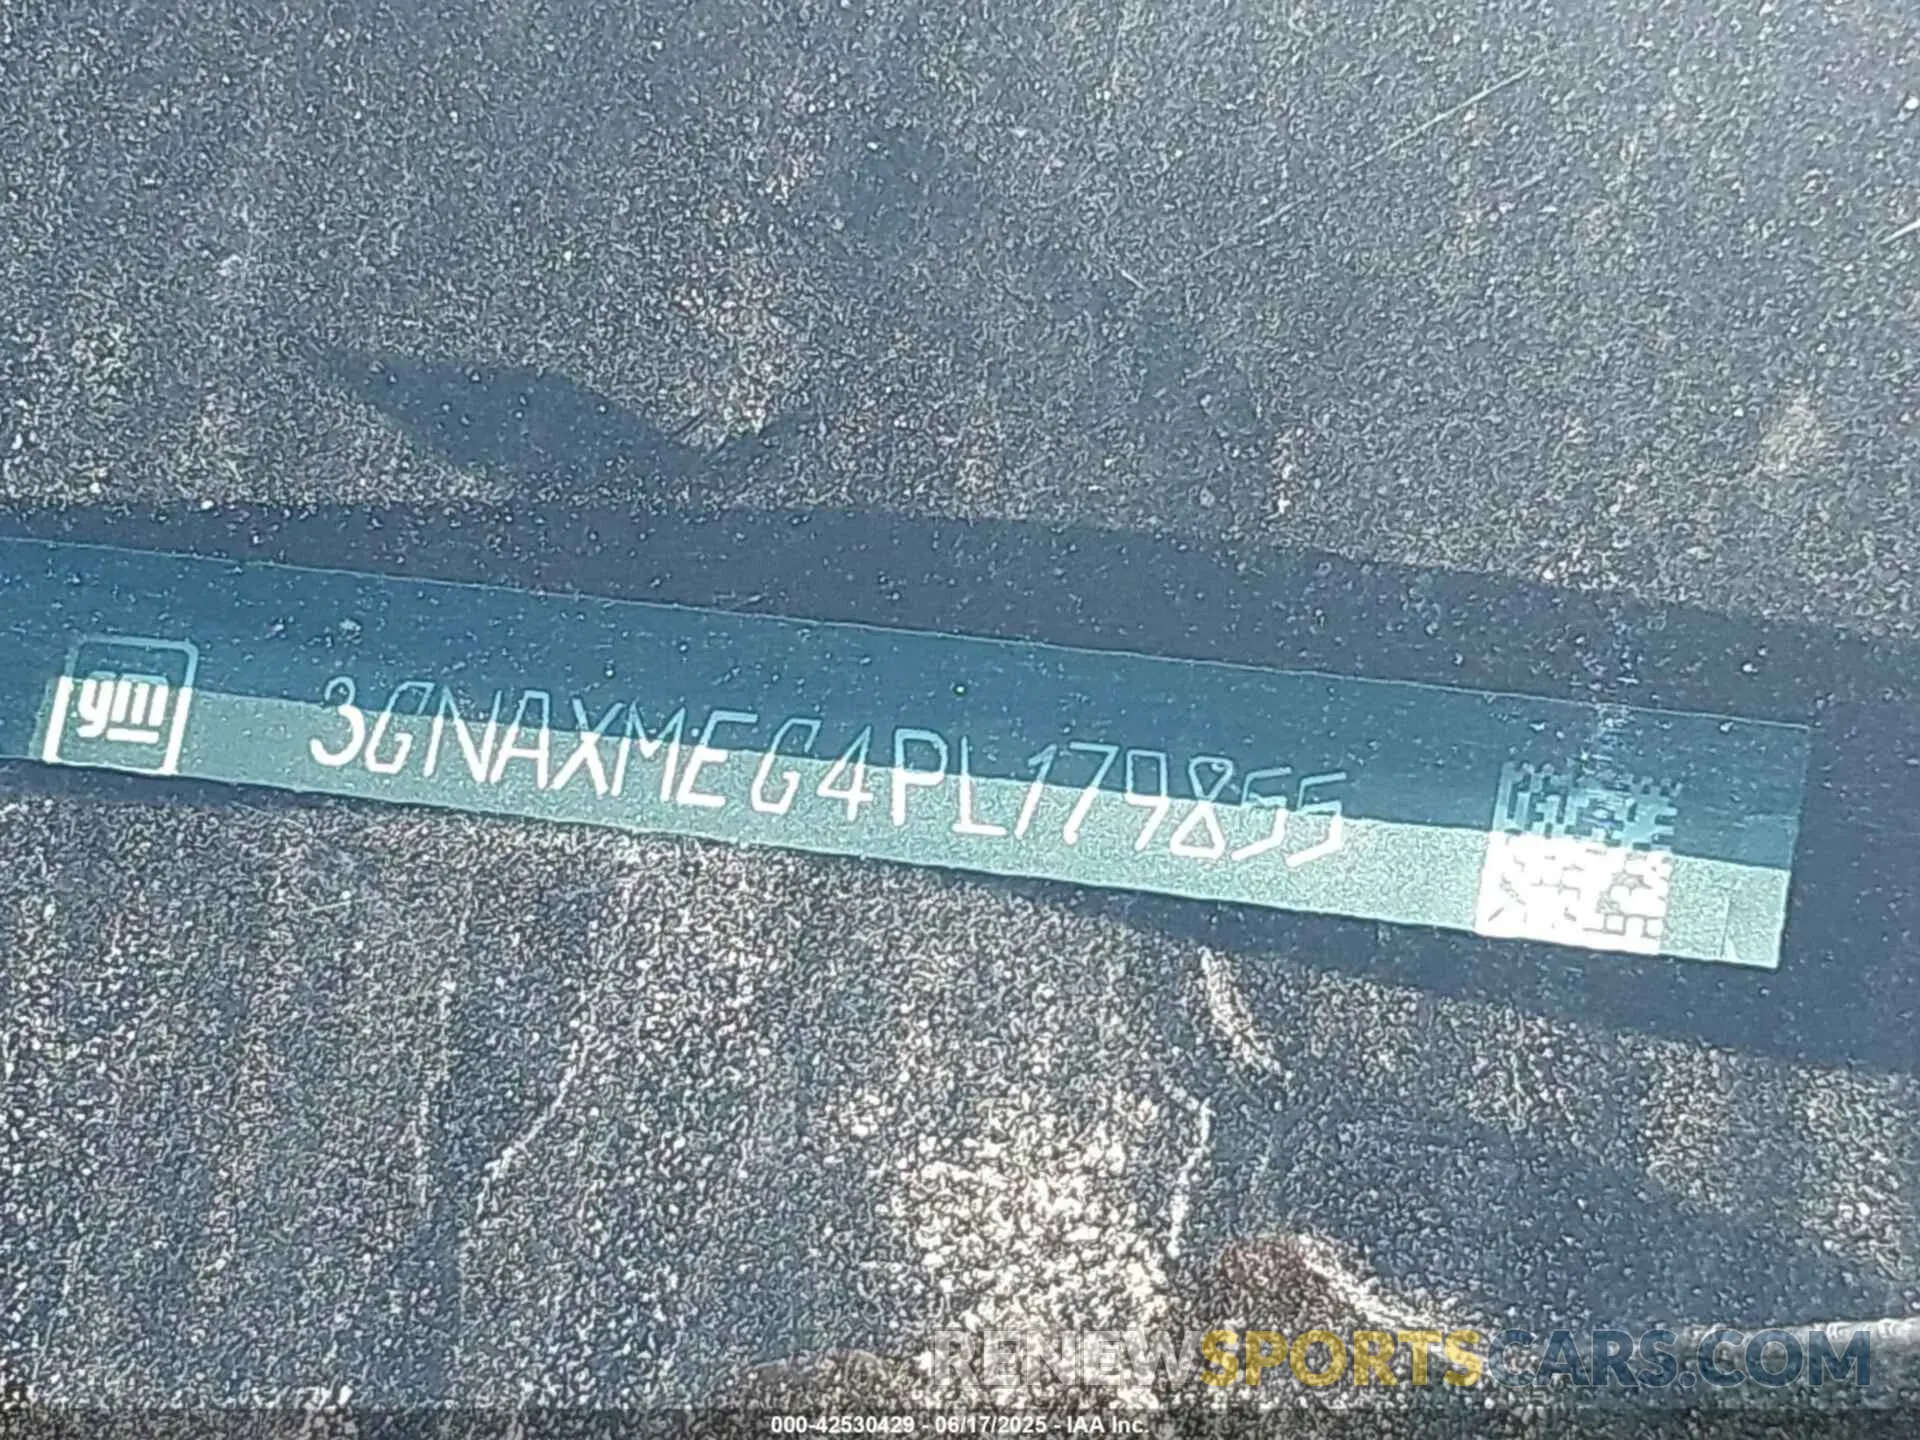 gm 3GNAXMEG4PL179855
RENEWSPORTSCARS.COM
000-42530429 - 06/17/2025 - IAA Inc.